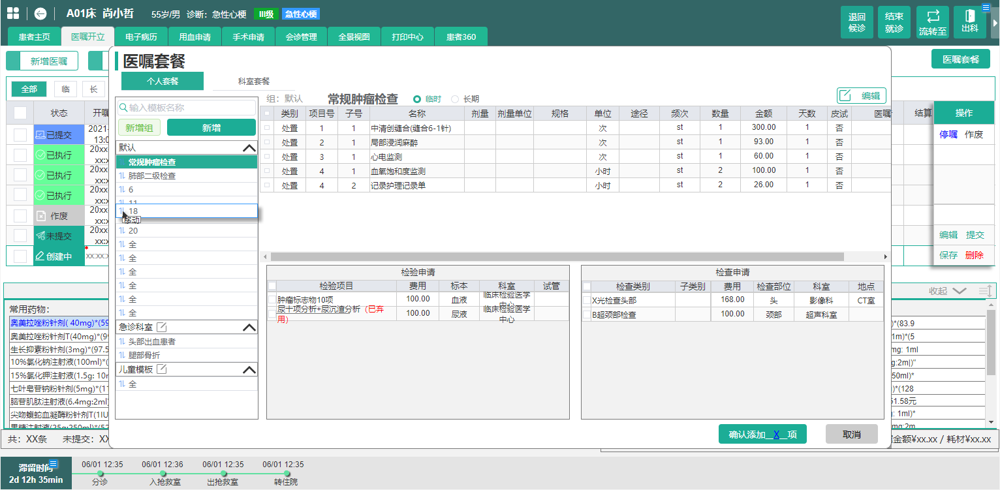 A01床 尚小哲 55岁/男 诊断：急性心梗 III级 急性心梗
退回候诊 结束就诊 流转至 出科
患者主页 医嘱开立 电子病历 用血申请 手术申请 会诊管理 全景视图 打印中心 患者360
新增医嘱
医嘱套餐
医嘱套餐
个人套餐 科室套餐
全部 临 长
组：默认 常规肿瘤检查 临时 长期 编辑
输入模板名称
新增组 新增
状态 开嘱
已提交 2021- 13:0
已执行 20xx xx:x
已执行 20xx xx:x
已执行 20xx xx:x
作废 20xx xx:x
未提交 20xx xx:x
创建中 * xx:xx:x
默认
常规肿瘤检查
肺部二级检查
6
11
18
移动
20
全
全
全
全
全
全
急诊科室
头部出血患者
腿部骨折
儿童模板
全
类别 项目号 子号 名称 剂量 剂量单位 规格 单位 途径 频次 数量 金额 天数 皮试 医嘱
处置 1 1 中清创缝合(缝合6-1针) 次 st 1 300.00 1 否
处置 2 1 局部浸润麻醉 次 st 1 93.00 1 否
处置 3 1 心电监测 次 st 1 60.00 1 否
处置 4 1 血氧饱和度监测 小时 st 2 100.00 1 否
处置 4 2 记录护理记录单 小时 st 2 26.00 1 否
结算 操作
停嘱 作废
编辑 提交
保存 删除
检验申请
检验项目 费用 标本 科室 试管
肿瘤标志物10项 100.00 血液 临床检验医学中心
尿十项分析+尿沉渣分析（已弃用） 100.00 尿液 临床检验医学中心
检查申请
检查类别 子类别 费用 检查部位 科室 地点
X光检查头部 168.00 头 影像科 CT室
B超颈部检查 100.00 颈部 超声科室
收起
常用药物:
奥美拉唑粉针剂( 40mg)*(59
奥美拉唑粉针剂T(40mg)*(99
生长抑素粉针剂(3mg)*(97.5
10%氯化钠注射液(100ml)*(
15%氯化钾注射液(1.5g: 10m
七叶皂苷钠粉针剂(5mg)*(11
脑苷肌肽注射液(6.4mg:2ml)
尖吻蝮蛇血凝酶粉针剂T(1IU
果糖注射液(25g:250ml)*(52
)*(83.9
1m)*(5
mg: 1ml
g:2m|)"
50ml)*
)*(128
51.58元
: 1ml)*
mg:2m
确认添加__X__项 取消
共: XX条 未提交: XX
金额¥xx.xx / 耗材¥xx.xx
滞留时间
2d 12h 35min
06/01 12:35 06/01 12:36 06/01 12:35 06/01 12:35
分诊 入抢救室 出抢救室 转住院